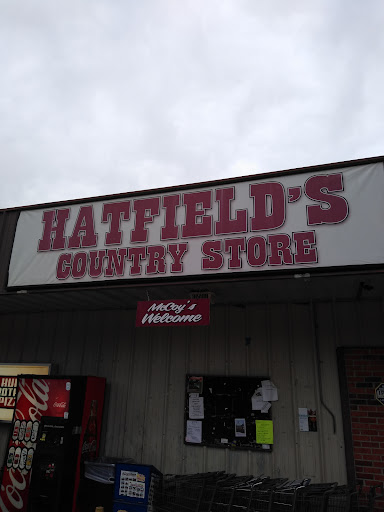 HATFIELD'S
COUNTRY STORE
McCoy's
Welcome
Coca-Cola